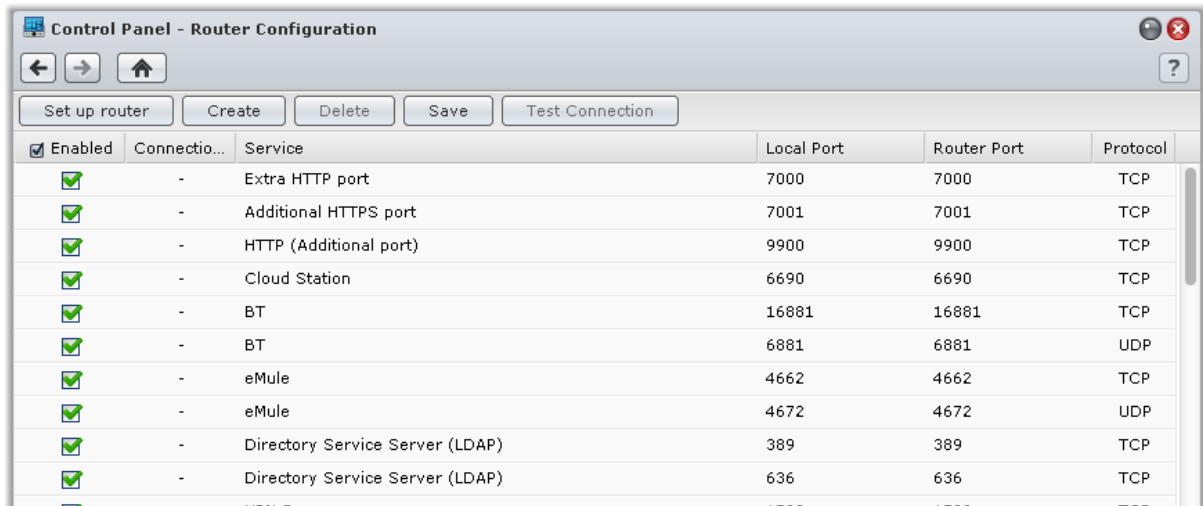 Control Panel - Router Configuration
?
Set up router Create Delete Save Test Connection
Enabled Connectio... Service Local Port Router Port Protocol
- Extra HTTP port 7000 7000 TCP
- Additional HTTPS port 7001 7001 TCP
- HTTP (Additional port) 9900 9900 TCP
- Cloud Station 6690 6690 TCP
- BT 16881 16881 TCP
- BT 6881 6881 UDP
- eMule 4662 4662 TCP
- eMule 4672 4672 UDP
- Directory Service Server (LDAP) 389 389 TCP
- Directory Service Server (LDAP) 636 636 TCP